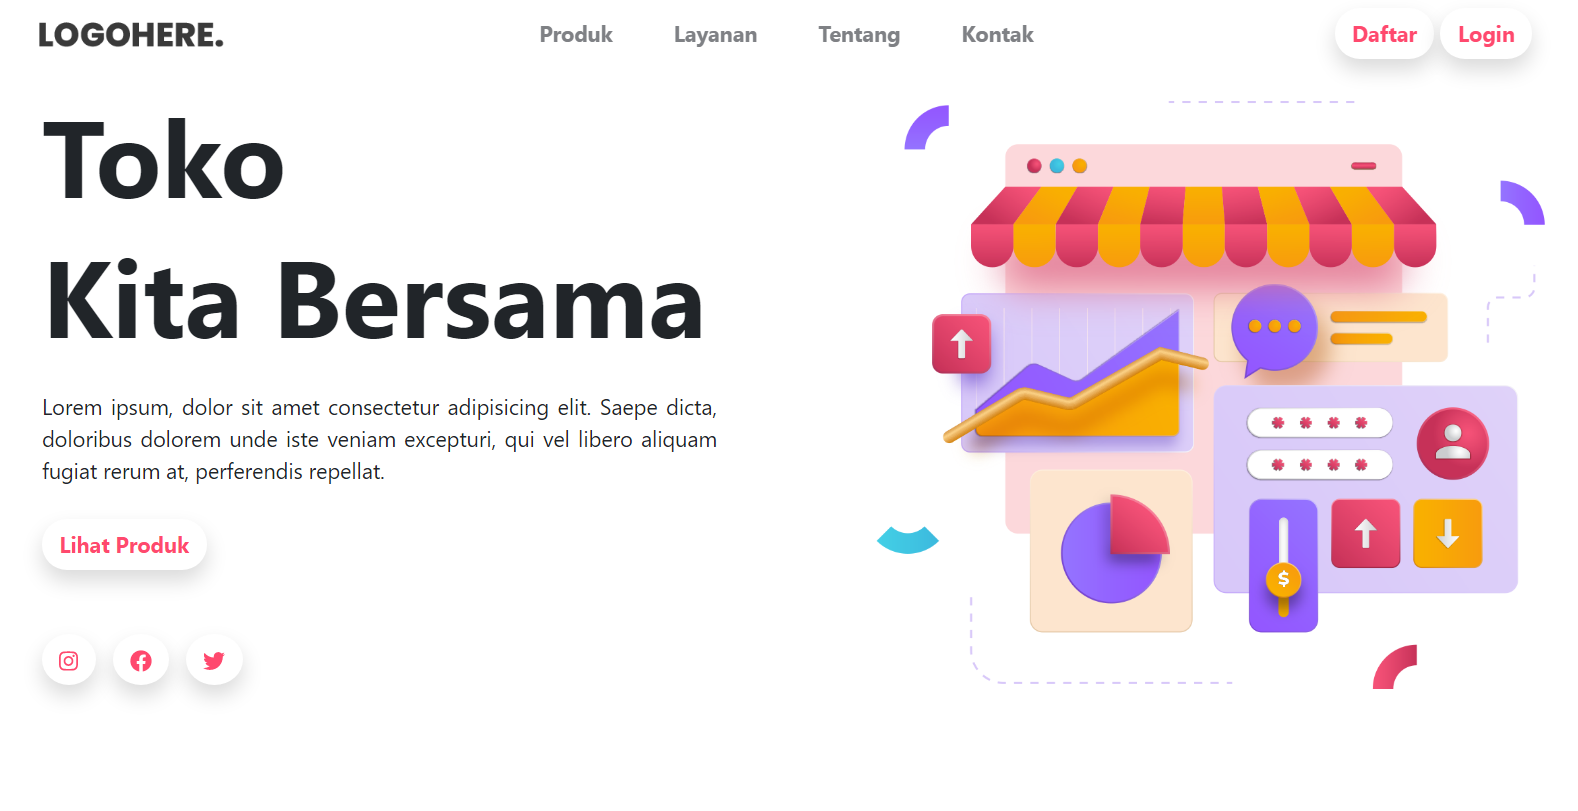 LOGOHERE.
Produk Layanan Tentang Kontak
Daftar Login
Toko
Kita Bersama
Lorem ipsum, dolor sit amet consectetur adipisicing elit. Saepe dicta,
doloribus dolorem unde iste veniam excepturi, qui vel libero aliquam
fugiat rerum at, perferendis repellat.
Lihat Produk
* * * *
* * * *
$